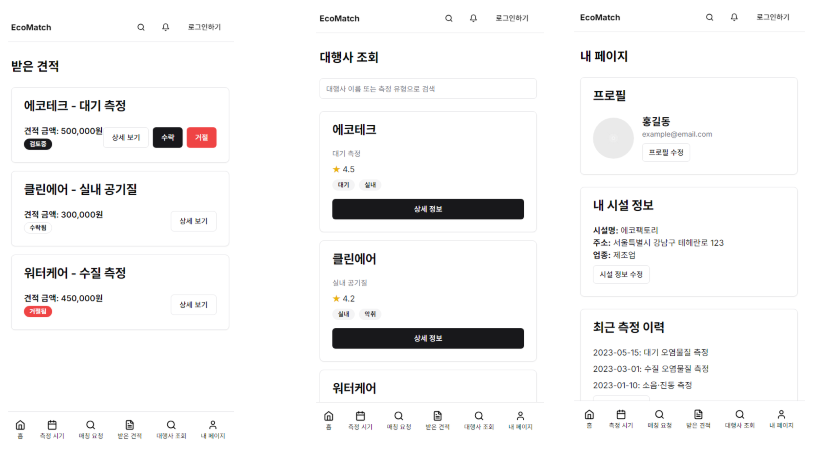 EcoMatch
로그인하기
받은 견적
에코테크 - 대기 측정
견적 금액: 500,000원
검토중
상세 보기
수락
거절
클린에어 - 실내 공기질
견적 금액: 300,000원
수락됨
상세 보기
워터케어 - 수질 측정
견적 금액: 450,000원
거절됨
상세 보기
홈
측정 시기
매칭 요청
받은 견적
대행사 조회
내 페이지
EcoMatch
로그인하기
대행사 조회
대행사 이름 또는 측정 유형으로 검색
에코테크
대기 측정
★ 4.5
대기
실내
상세 정보
클린에어
실내 공기질
★ 4.2
실내
악취
상세 정보
워터케어
홈
측정 시기
매칭 요청
받은 견적
대행사 조회
내 페이지
EcoMatch
로그인하기
내 페이지
프로필
홍길동
example@email.com
프로필 수정
내 시설 정보
시설명: 에코팩토리
주소: 서울특별시 강남구 테헤란로 123
업종: 제조업
시설 정보 수정
최근 측정 이력
2023-05-15: 대기 오염물질 측정
2023-03-01: 수질 오염물질 측정
2023-01-10: 소음·진동 측정
홈
측정 시기
매칭 요청
받은 견적
대행사 조회
내 페이지